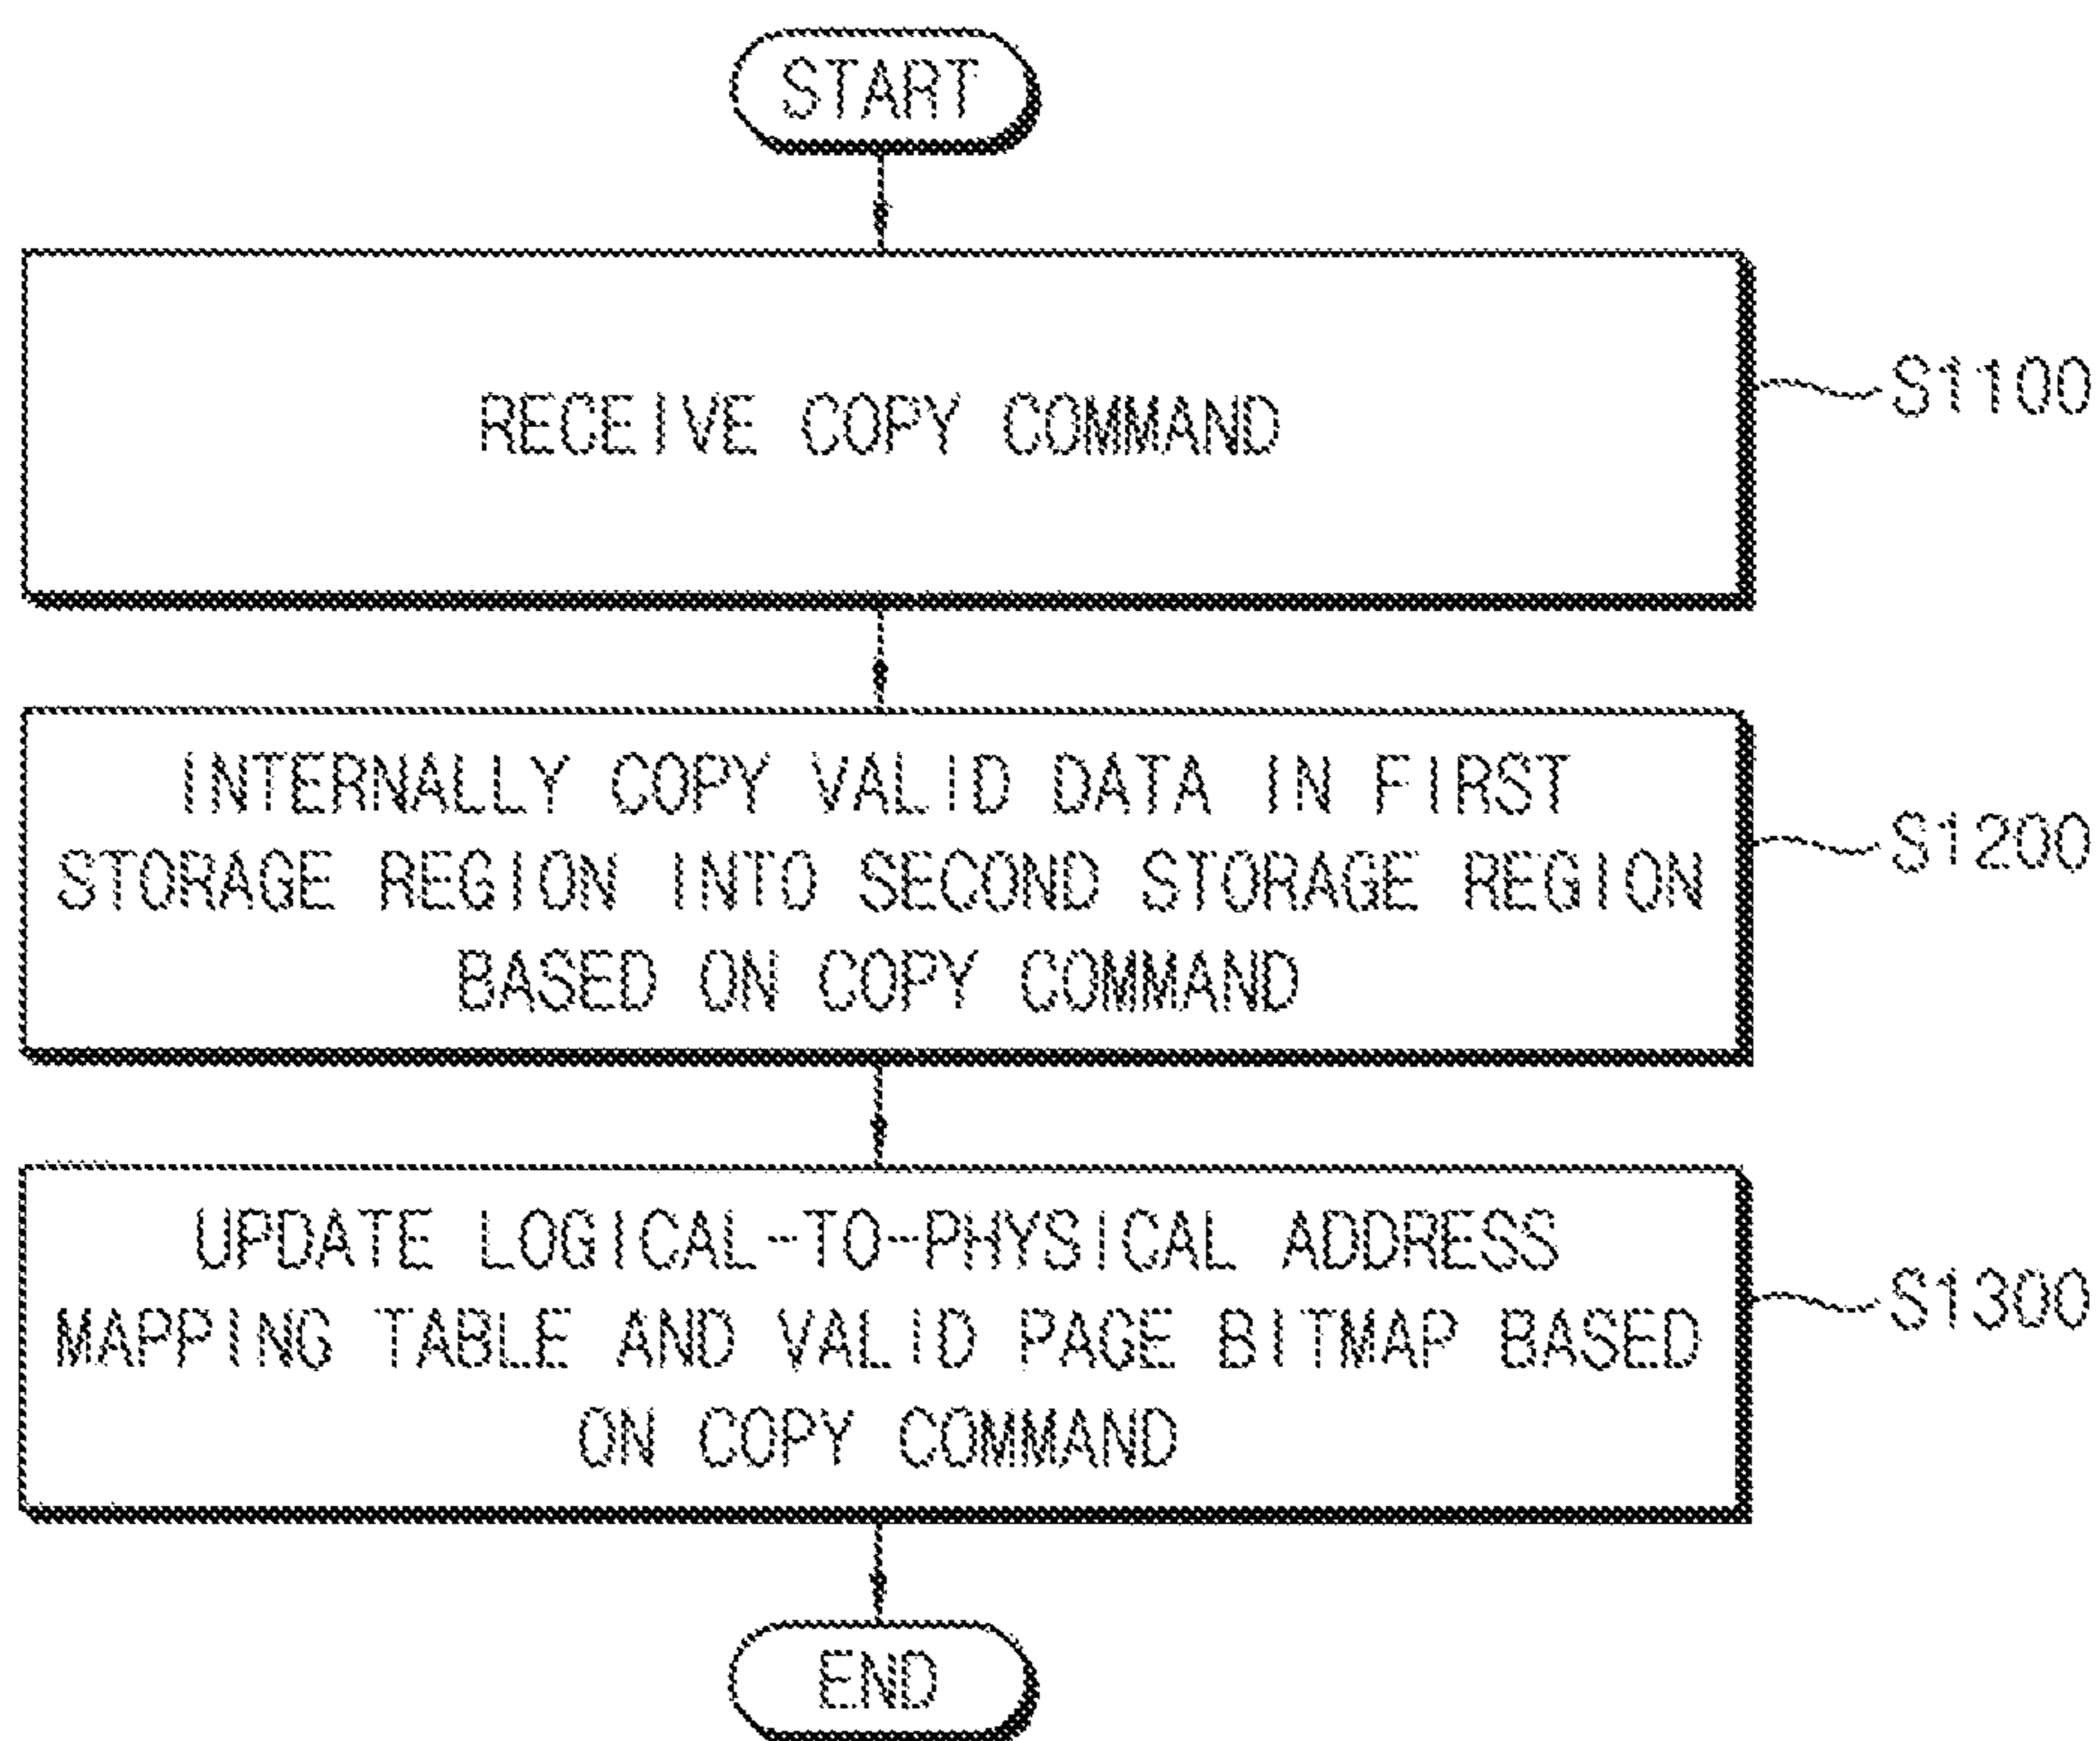 START
RECEIVE COPY COMMAND
S1100
INTERNALLY COPY VALID DATA IN FIRST
STORAGE REGION INTO SECOND STORAGE REGION
BASED ON COPY COMMAND
S1200
UPDATE LOGICAL-TO-PHYSICAL ADDRESS
MAPPING TABLE AND VALID PAGE BITMAP BASED
ON COPY COMMAND
S1300
END